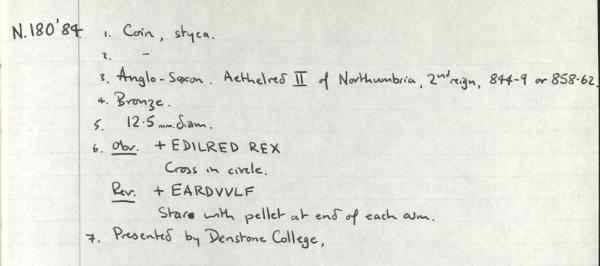 N.180'84 1. Coin, styca.
2. -
3. Anglo-Saxon. Aethelred II of Northumbria, 2nd reign, 844-9 or 858-62.
4. Bronze.
5. 12.5 mm. diam.
6. Obv. + EDILRED REX
Cross in circle.
Rev. + EARDVVLF
Stars with pellet at end of each arm.
7. Presented by Denstone College,